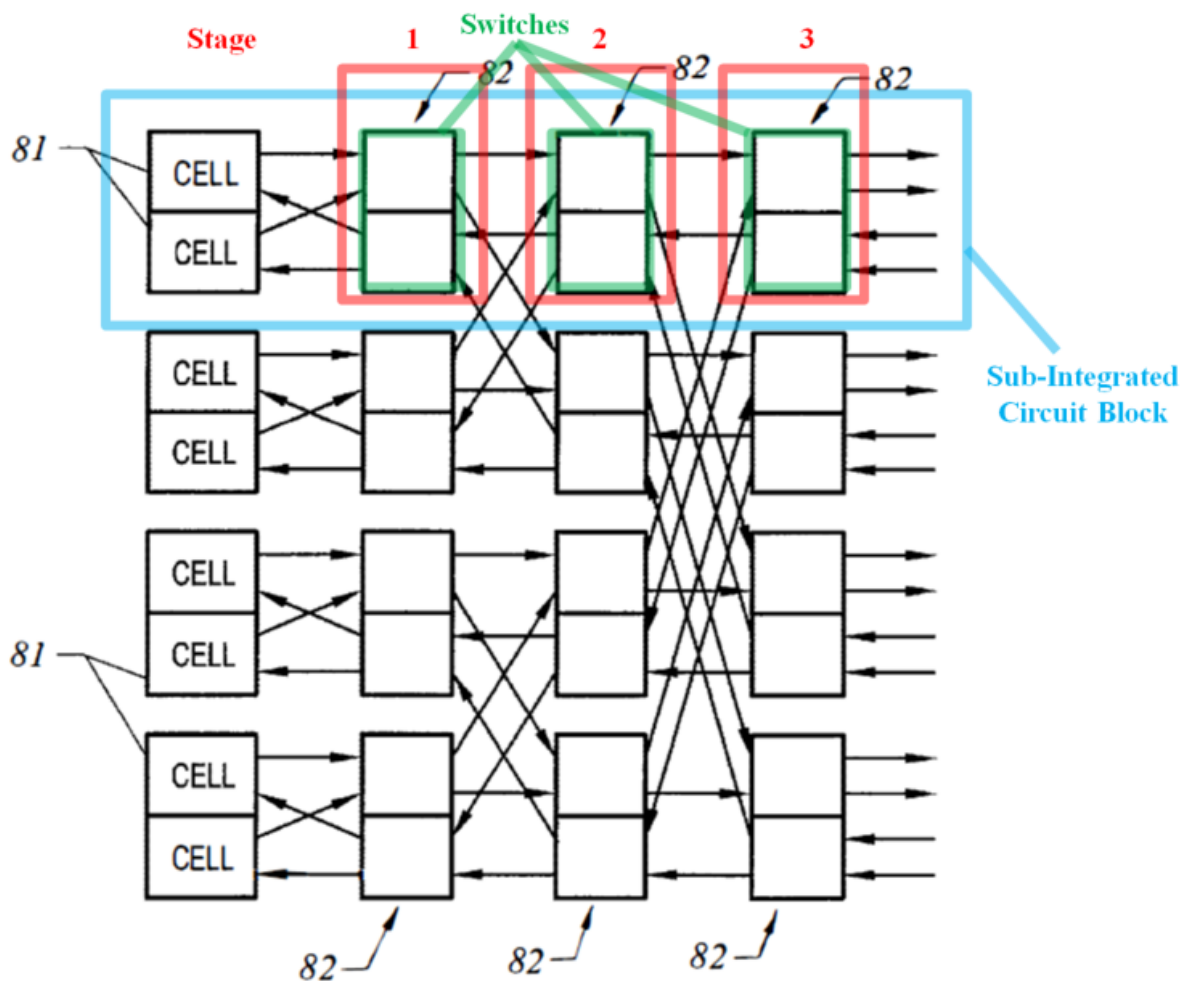 Switches
Stage 1 2 3
82 82 82
81
CELL
CELL
CELL
CELL
Sub-Integrated
Circuit Block
CELL
CELL
81
CELL
CELL
82 82 82